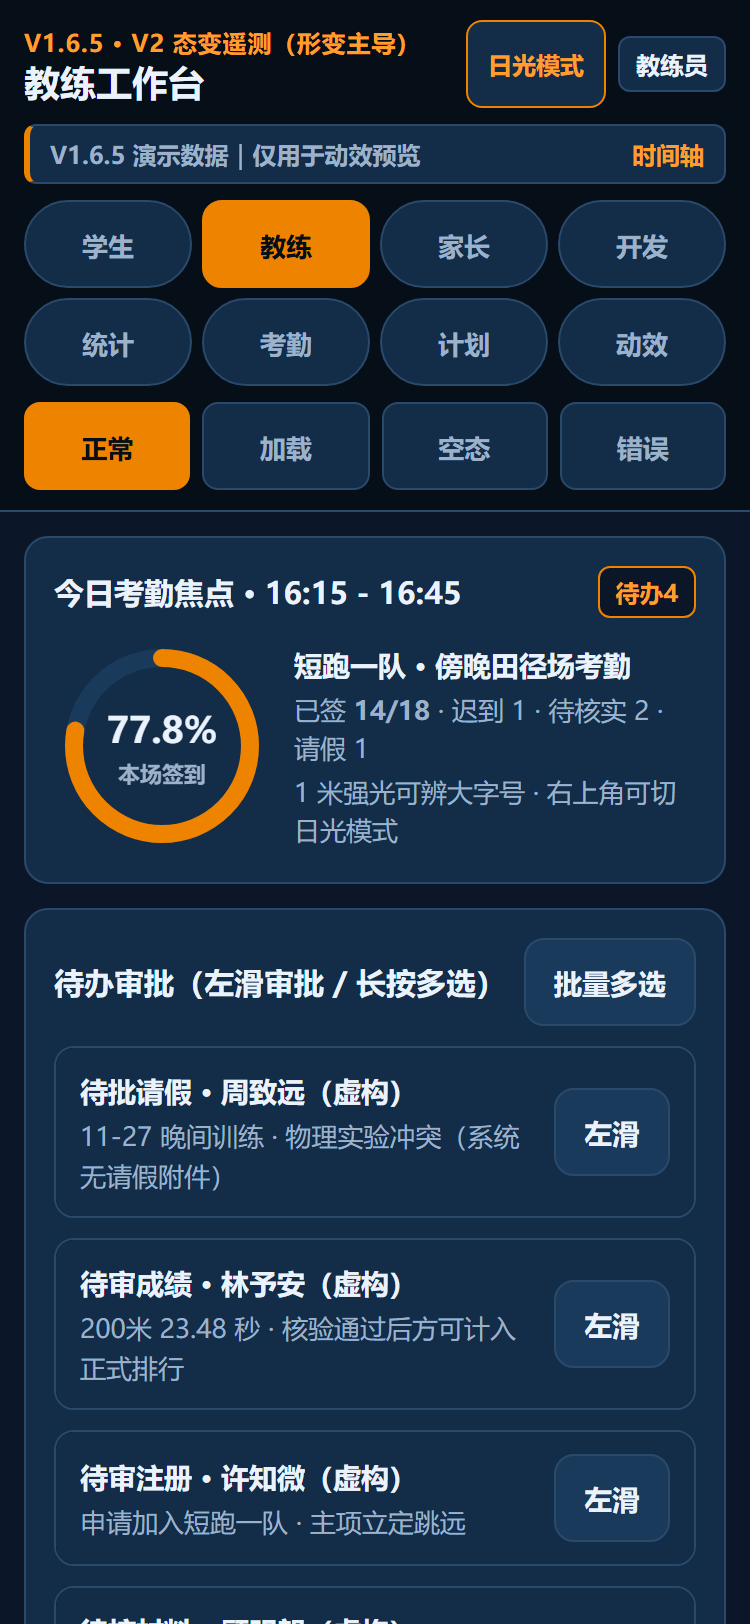 V1.6.5 • V2 态变遥测（形变主导）
教练工作台
日光模式
教练员
V1.6.5 演示数据 | 仅用于动效预览
时间轴
学生
教练
家长
开发
统计
考勤
计划
动效
正常
加载
空态
错误
今日考勤焦点 • 16:15 - 16:45
待办4
77.8%
本场签到
短跑一队 • 傍晚田径场考勤
已签 14/18 · 迟到 1 · 待核实 2 ·
请假 1
1 米强光可辨大字号 · 右上角可切
日光模式
待办审批（左滑审批 / 长按多选）
批量多选
待批请假 • 周致远（虚构）
11-27 晚间训练 · 物理实验冲突（系统
无请假附件）
左滑
待审成绩 • 林予安（虚构）
200米 23.48 秒 · 核验通过后方可计入
正式排行
左滑
待审注册 • 许知微（虚构）
申请加入短跑一队 · 主项立定跳远
左滑